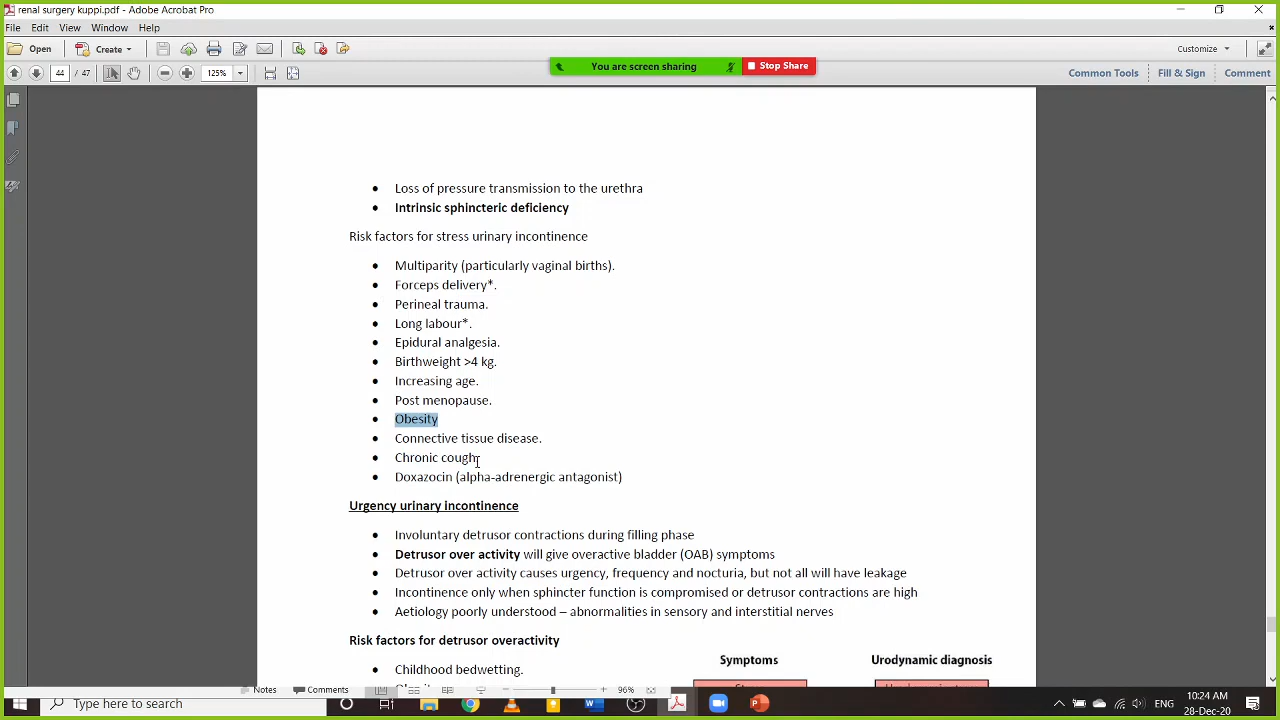 renal surgery kuppi.pdf - Adobe Acrobat Pro
File Edit View Window Help
Open Create Customize
You are screen sharing Stop Share
44 / 47 125% Common Tools Fill & Sign Comment
• Loss of pressure transmission to the urethra
• Intrinsic sphincteric deficiency
Risk factors for stress urinary incontinence
• Multiparity (particularly vaginal births).
• Forceps delivery*.
• Perineal trauma.
• Long labour*.
• Epidural analgesia.
• Birthweight >4 kg.
• Increasing age.
• Post menopause.
• Obesity
• Connective tissue disease.
• Chronic cough
• Doxazocin (alpha-adrenergic antagonist)
Urgency urinary incontinence
• Involuntary detrusor contractions during filling phase
• Detrusor over activity will give overactive bladder (OAB) symptoms
• Detrusor over activity causes urgency, frequency and nocturia, but not all will have leakage
• Incontinence only when sphincter function is compromised or detrusor contractions are high
• Aetiology poorly understood – abnormalities in sensory and interstitial nerves
Risk factors for detrusor overactivity
Symptoms Urodynamic diagnosis
• Childhood bedwetting.
Notes Comments 96%
Type here to search ENG 10:24 AM
28-Dec-20